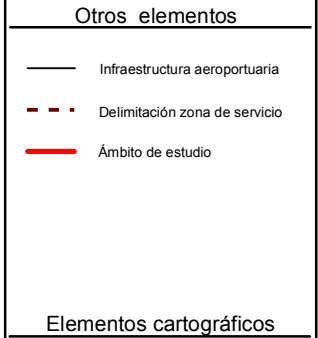 Otros elementos
Infraestructura aeroportuaria
Delimitación zona de servicio
Ámbito de estudio
Elementos cartográficos